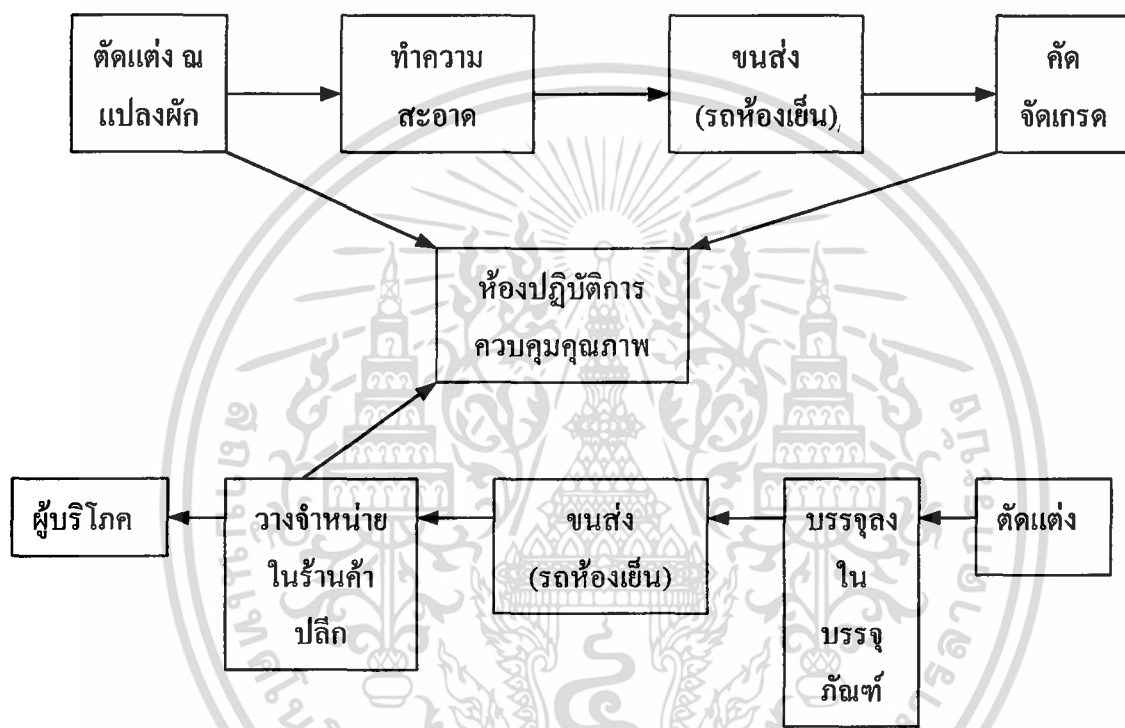 ตัดแต่ง ณ
แปลงผัก
ทำความ
สะอาด
ขนส่ง
(รถห้องเย็น)
คัด
จัดเกรด
ห้องปฏิบัติการ
ควบคุมคุณภาพ
ผู้บริโภค
วางจำหน่าย
ในร้านค้า
ปลีก
ขนส่ง
(รถห้องเย็น)
บรรจุลง
ใน
บรรจุ
ภัณฑ์
ตัดแต่ง